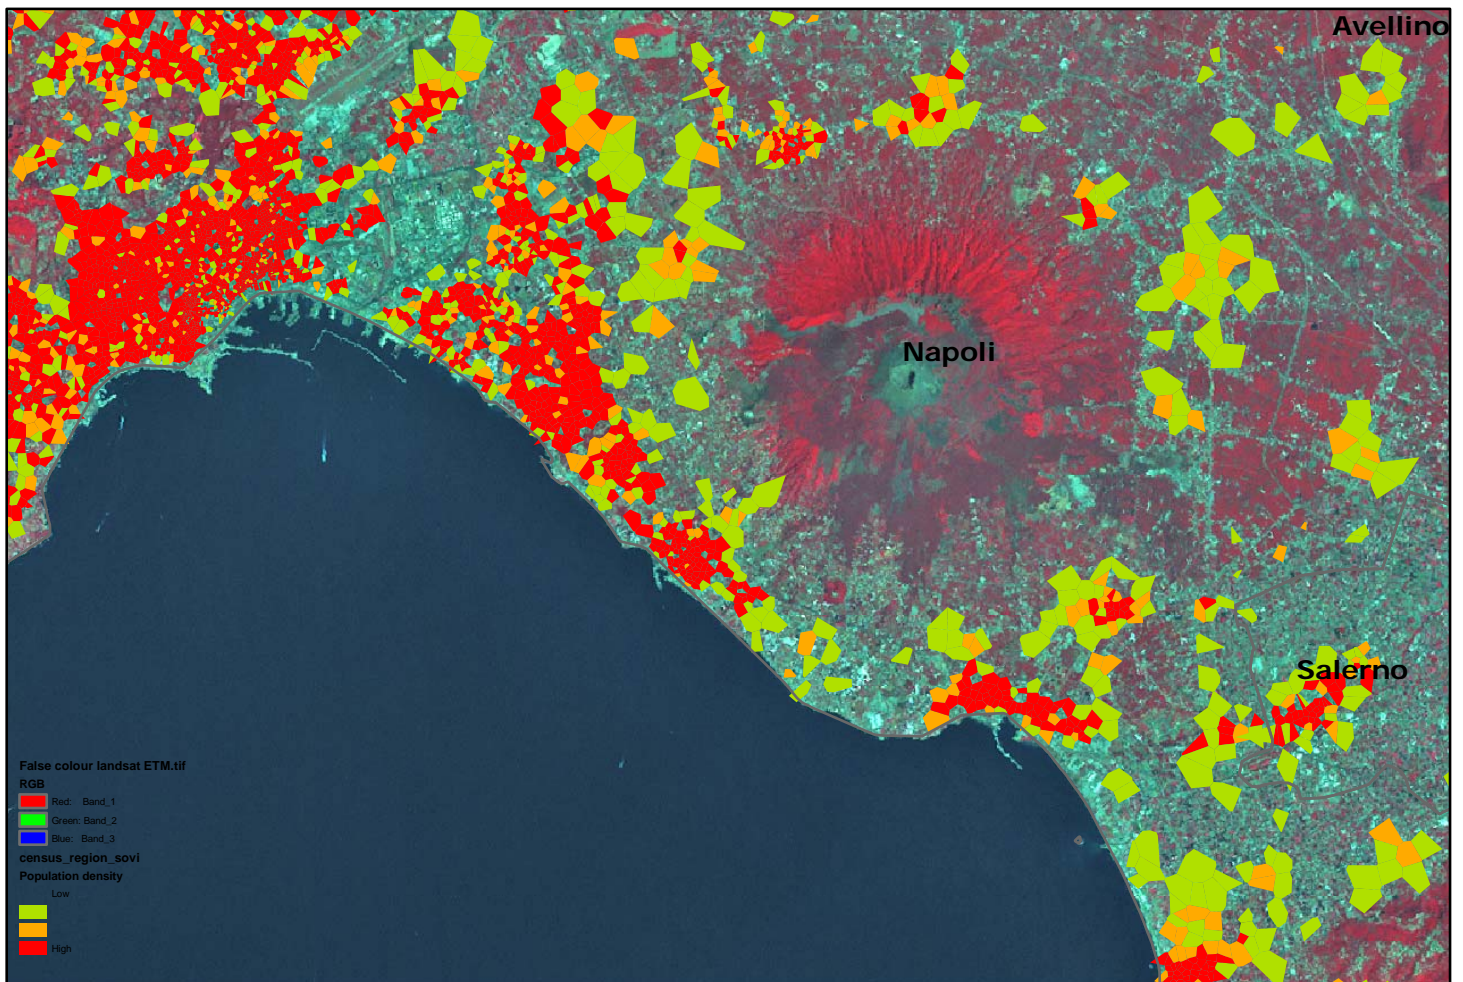 Avellino
Napoli
Salerno
False colour landsat ETM.tif
RGB
Red: Band_1
Green: Band_2
Blue: Band_3
census_region_sovi
Population density
Low
High